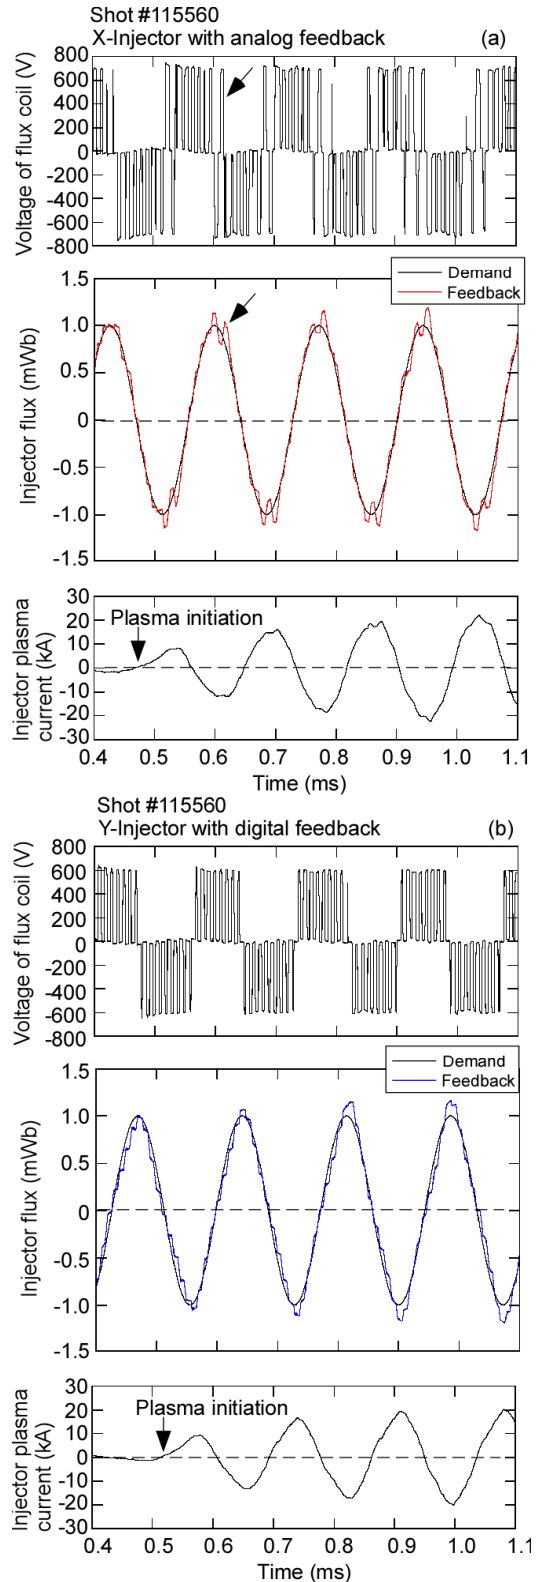 Shot #115560
X-Injector with analog feedback (a)
Voltage of flux coil (V)
800
600
400
200
0
-200
-400
-600
-800
Demand
Feedback
Injector flux (mWb)
1.5
1.0
0.5
0
-0.5
-1.0
-1.5
Plasma initiation
Injector plasma
current (kA)
30
20
10
0
-10
-20
-30
0.4 0.5 0.6 0.7 0.8 0.9 1.0 1.1
Time (ms)
Shot #115560
Y-Injector with digital feedback (b)
Voltage of flux coil (V)
800
600
400
200
0
-200
-400
-600
-800
Demand
Feedback
Injector flux (mWb)
1.5
1.0
0.5
0
-0.5
-1.0
-1.5
Plasma initiation
Injector plasma
current (kA)
30
20
10
0
-10
-20
-30
0.4 0.5 0.6 0.7 0.8 0.9 1.0 1.1
Time (ms)